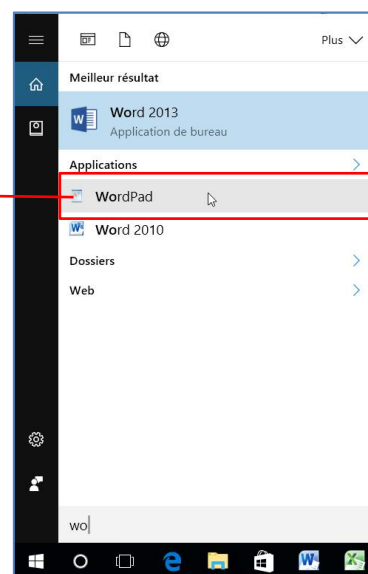 Plus
Meilleur résultat
Word 2013
Application de bureau
Applications
WordPad
Word 2010
Dossiers
Web
wo